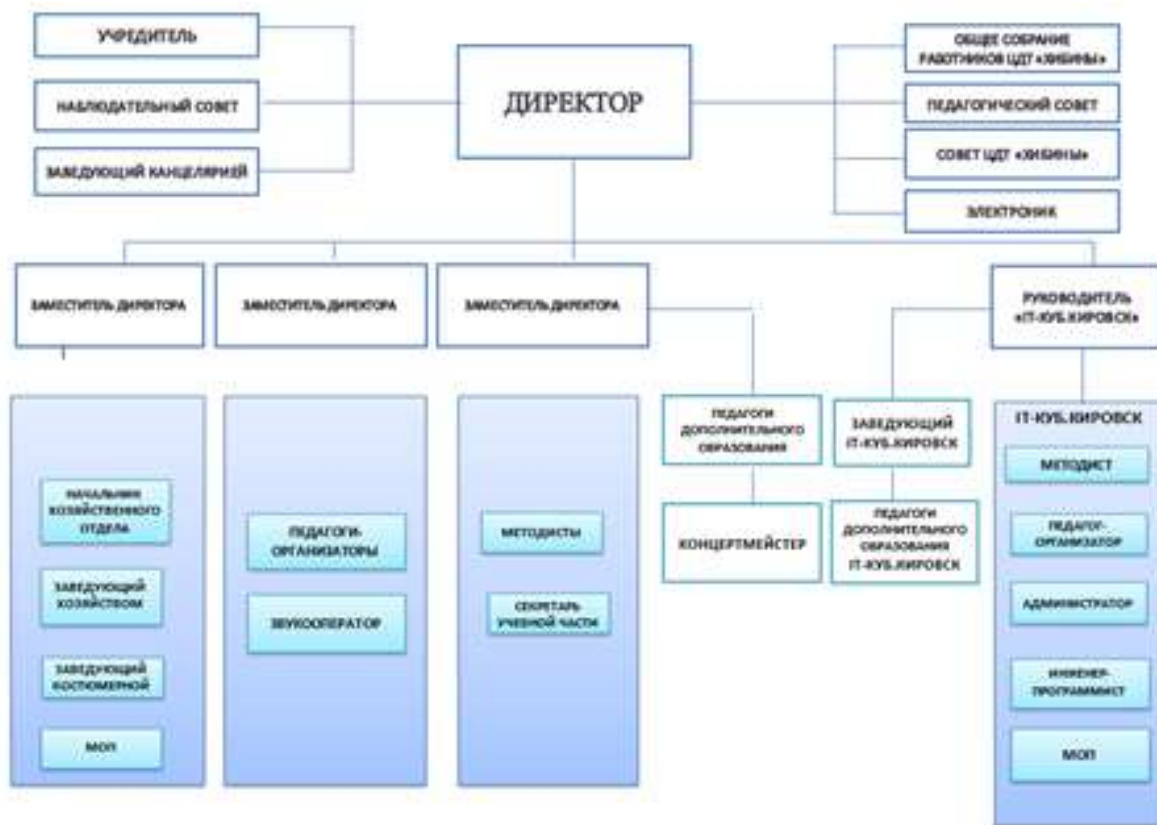 УЧРЕДИТЕЛЬ
НАБЛЮДАТЕЛЬНЫЙ СОВЕТ
ЗАВЕДУЮЩИЙ КАНЦЕЛЯРИЕЙ
ДИРЕКТОР
ОБЩЕЕ СОБРАНИЕ
РАБОТНИКОВ ЦДТ «ХИБИНЫ»
ПЕДАГОГИЧЕСКИЙ СОВЕТ
СОВЕТ ЦДТ «ХИБИНЫ»
ЭЛЕКТРОНИК
ЗАМЕСТИТЕЛЬ ДИРЕКТОРА
ЗАМЕСТИТЕЛЬ ДИРЕКТОРА
ЗАМЕСТИТЕЛЬ ДИРЕКТОРА
РУКОВОДИТЕЛЬ
«IT-КУБ.КИРОВСК»
НАЧАЛЬНИК
ХОЗЯЙСТВЕННОГО
ОТДЕЛА
ЗАВЕДУЮЩИЙ
ХОЗЯЙСТВОМ
ЗАВЕДУЮЩИЙ
КОСТЮМЕРНОЙ
МОП
ПЕДАГОГИ-
ОРГАНИЗАТОРЫ
ЗВУКООПЕРАТОР
МЕТОДИСТЫ
СЕКРЕТАРЬ
УЧЕБНОЙ ЧАСТИ
ПЕДАГОГИ
ДОПОЛНИТЕЛЬНОГО
ОБРАЗОВАНИЯ
КОНЦЕРТМЕЙСТЕР
ЗАВЕДУЮЩИЙ
IT-КУБ.КИРОВСК
ПЕДАГОГИ
ДОПОЛНИТЕЛЬНОГО
ОБРАЗОВАНИЯ
IT-КУБ.КИРОВСК
IT-КУБ.КИРОВСК
МЕТОДИСТ
ПЕДАГОГ-
ОРГАНИЗАТОР
АДМИНИСТРАТОР
ИНЖЕНЕР-
ПРОГРАММИСТ
МОП